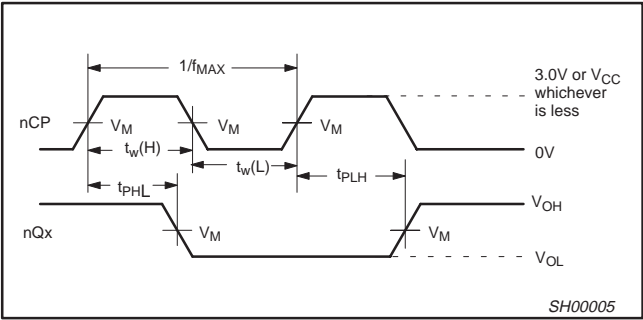 1/fMAX
3.0V or VCC
whichever
is less
nCP
VM
VM
VM
tw(H)
tw(L)
0V
tPHL
tPLH
VOH
nQx
VM
VM
VOL
SH00005